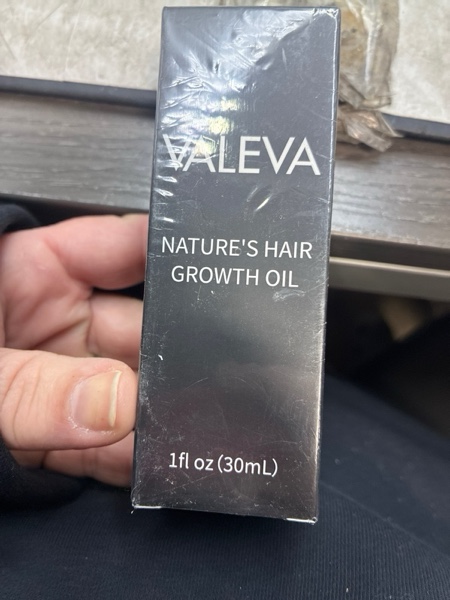 VALEVA
NATURE'S HAIR
GROWTH OIL
1fl oz (30mL)